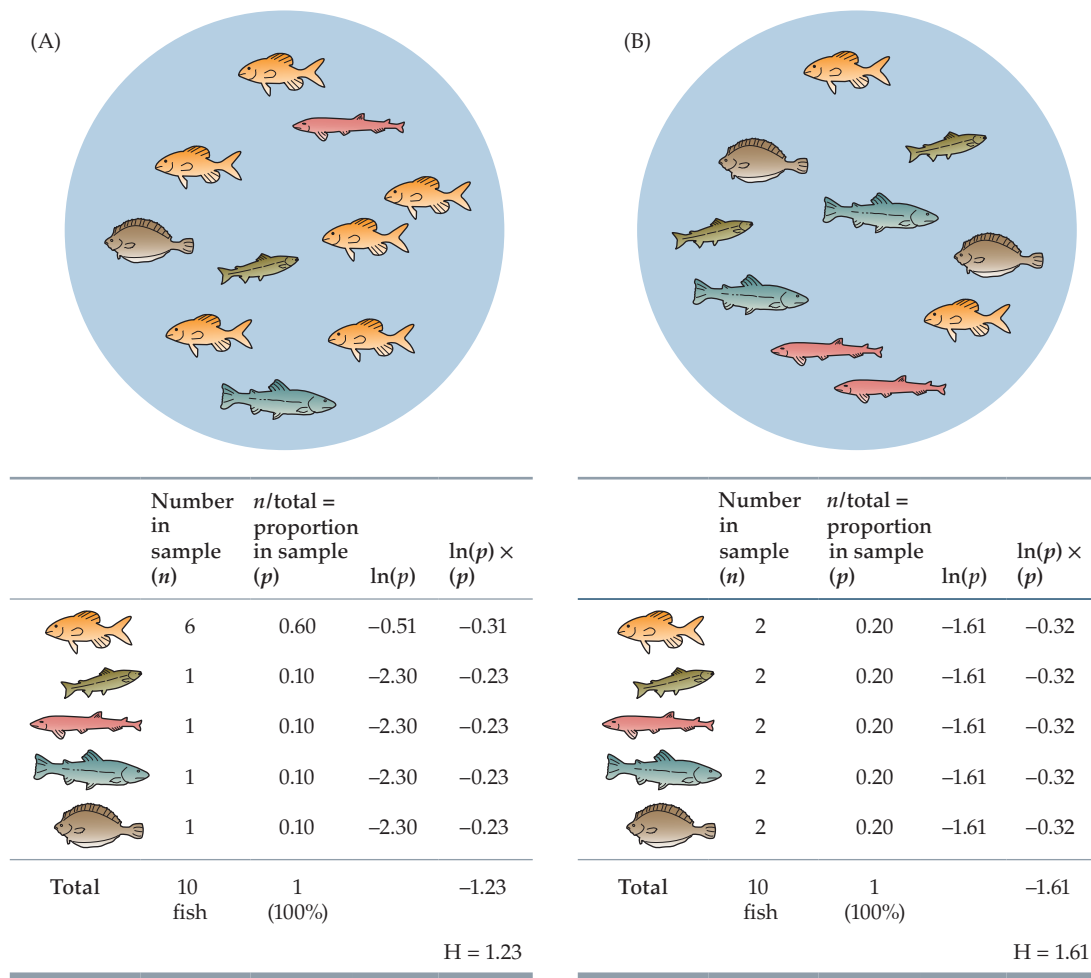 (A)
(B)
Number in sample (n) n/total = proportion in sample (p) ln(p) ln(p) × (p)
6 0.60 –0.51 –0.31
1 0.10 –2.30 –0.23
1 0.10 –2.30 –0.23
1 0.10 –2.30 –0.23
1 0.10 –2.30 –0.23
Total 10 fish 1 (100%) –1.23
H = 1.23
Number in sample (n) n/total = proportion in sample (p) ln(p) ln(p) × (p)
2 0.20 –1.61 –0.32
2 0.20 –1.61 –0.32
2 0.20 –1.61 –0.32
2 0.20 –1.61 –0.32
2 0.20 –1.61 –0.32
Total 10 fish 1 (100%) –1.61
H = 1.61